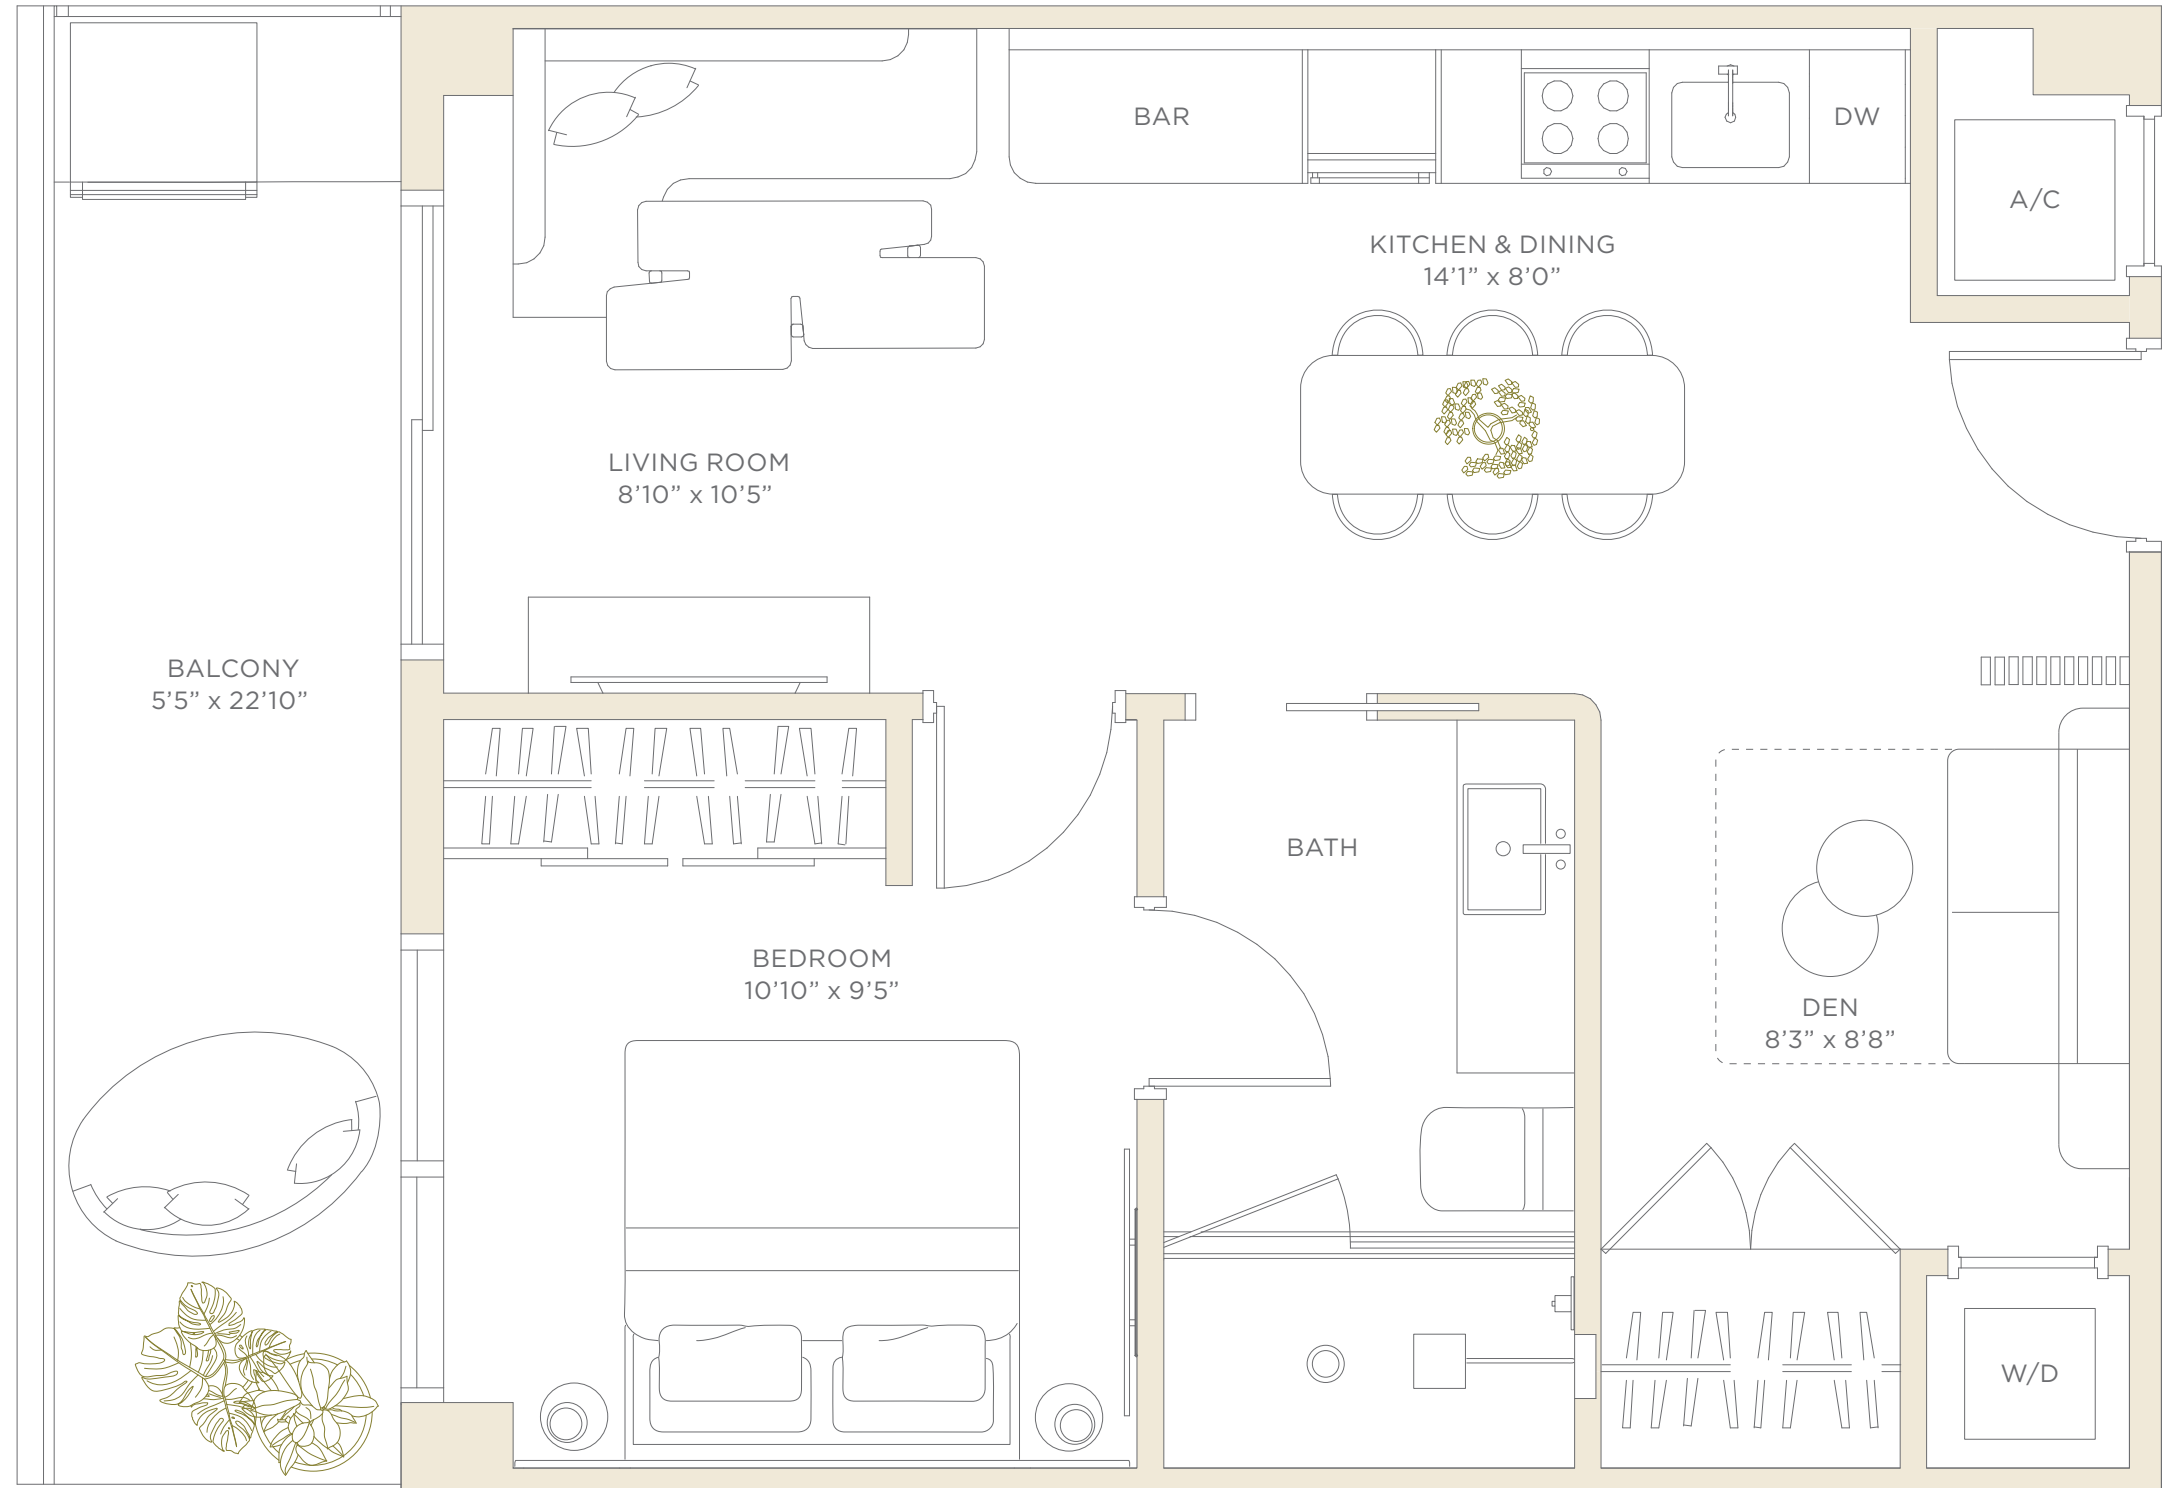 BAR
DW
A/C
KITCHEN & DINING
14’1” x 8’0”
LIVING ROOM
8’10” x 10’5”
BALCONY
5’5” x 22’10”
BATH
BEDROOM
10’10” x 9’5”
DEN
8’3” x 8’8”
W/D